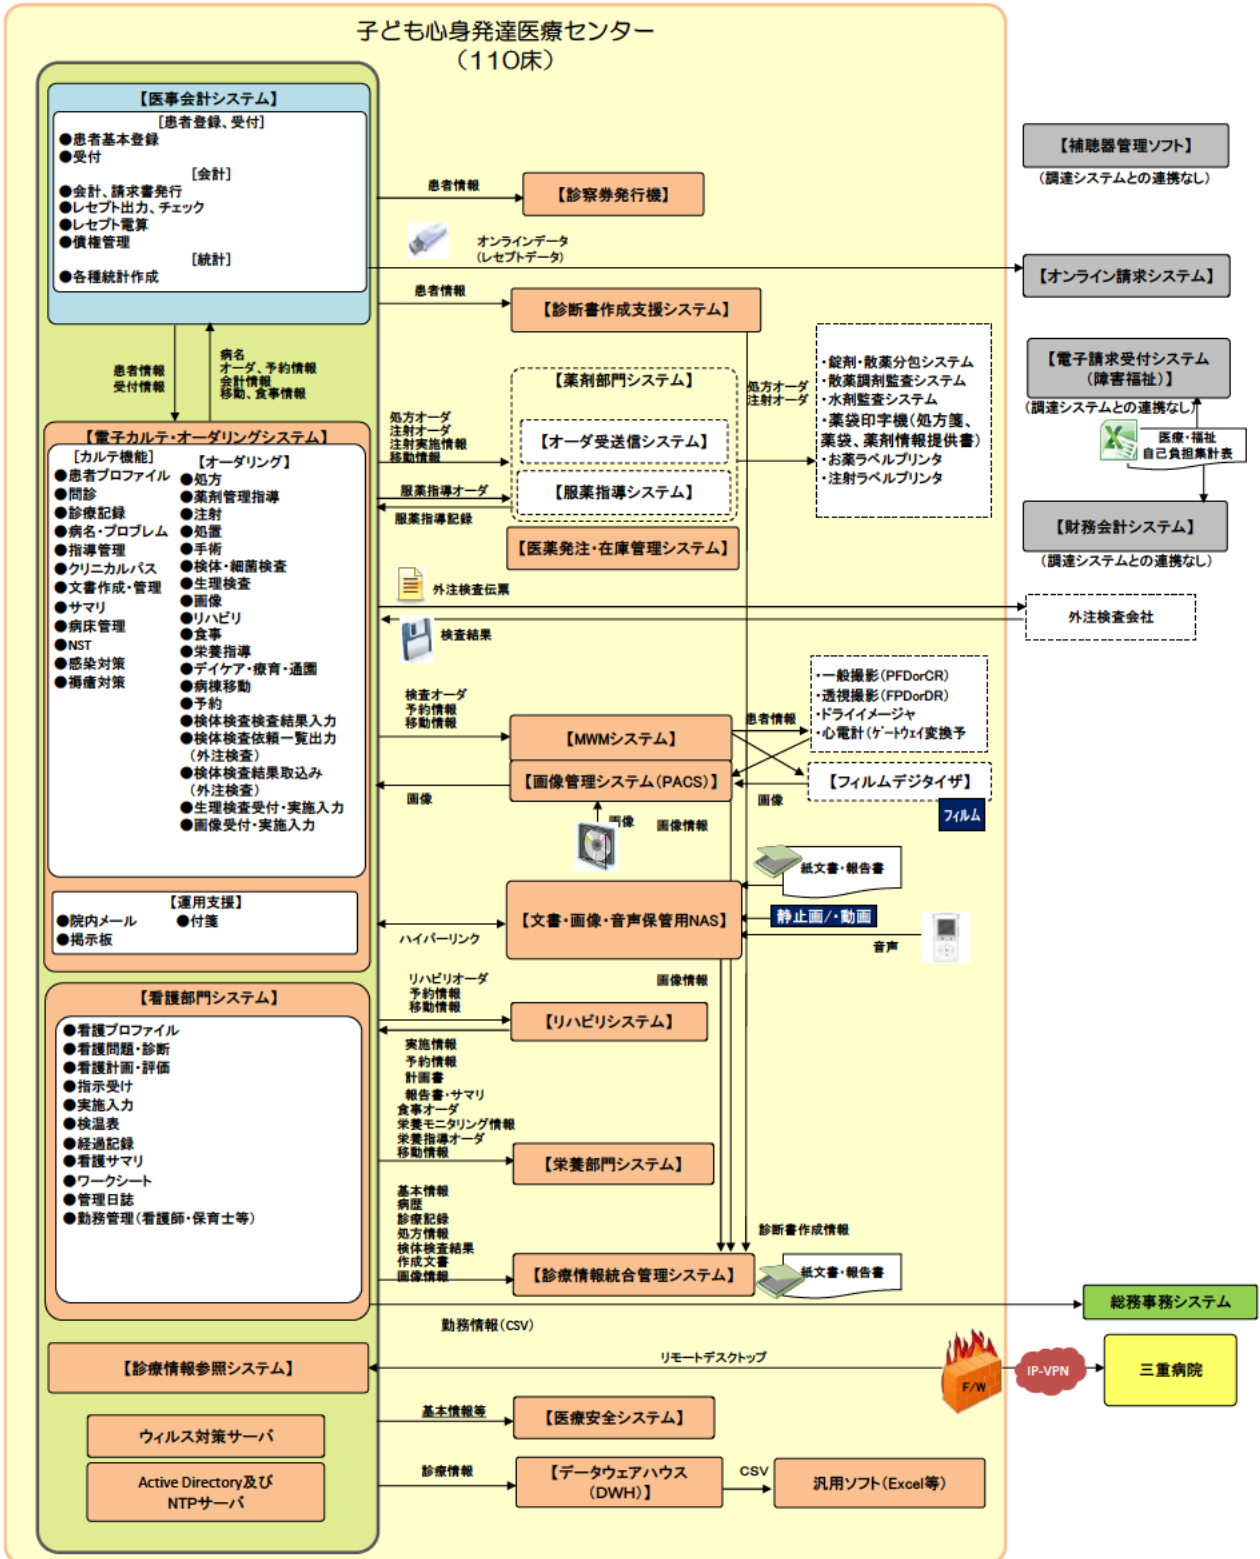 子ども心身発達医療センター
（110床）
【医事会計システム】
[患者登録、受付]
●患者基本登録
●受付
[会計]
●会計、請求書発行
●レセプト出力、チェック
●レセプト電算
●債権管理
[統計]
●各種統計作成
患者情報
受付情報
病名
オーダ、予約情報
会計情報
移動、食事情報
【電子カルテ・オーダリングシステム】
[カルテ機能]
●患者プロファイル
●問診
●診療記録
●病名・プロブレム
●指導管理
●クリニカルパス
●文書作成・管理
●サマリ
●病床管理
●NST
●感染対策
●褥瘡対策
【オーダリング】
●処方
●薬剤管理指導
●注射
●処置
●手術
●検体・細菌検査
●生理検査
●画像
●リハビリ
●食事
●栄養指導
●デイケア・療育・通園
●病棟移動
●予約
●検体検査検査結果入力
●検体検査依頼一覧出力
（外注検査）
●検体検査結果取込み
（外注検査）
●生理検査受付・実施入力
●画像受付・実施入力
【運用支援】
●院内メール
●付箋
●掲示板
【看護部門システム】
●看護プロファイル
●看護問題・診断
●看護計画・評価
●指示受け
●実施入力
●検温表
●経過記録
●看護サマリ
●ワークシート
●管理日誌
●勤務管理（看護師・保育士等）
【診療情報参照システム】
ウィルス対策サーバ
Active Directory及び
NTPサーバ
患者情報
【診察券発行機】
オンラインデータ
(レセプトデータ)
患者情報
【診断書作成支援システム】
処方オーダ
注射オーダ
注射実施情報
移動情報
【薬剤部門システム】
【オーダ受送信システム】
【服薬指導システム】
服薬指導オーダ
服薬指導記録
処方オーダ
注射オーダ
・錠剤・散薬分包システム
・散薬調剤監査システム
・水剤監査システム
・薬袋印字機（処方箋、
薬袋、薬剤情報提供書）
・お薬ラベルプリンタ
・注射ラベルプリンタ
【医薬発注・在庫管理システム】
外注検査伝票
検査結果
検査オーダ
予約情報
移動情報
【MWMシステム】
患者情報
・一般撮影(PFDorCR)
・透視撮影(FPDorDR)
・ドライイメージャ
・心電計(ゲートウェイ変換予
【画像管理システム(PACS)】
画像
画像
【フィルムデジタイザ】
フィルム
画像
画像情報
紙文書・報告書
【文書・画像・音声保管用NAS】
静止画/・動画
音声
ハイパーリンク
画像情報
リハビリオーダ
予約情報
移動情報
【リハビリシステム】
実施情報
予約情報
計画書
報告書・サマリ
食事オーダ
栄養モニタリング情報
栄養指導オーダ
移動情報
【栄養部門システム】
基本情報
病歴
診療記録
処方情報
検体検査結果
作成文書
画像情報
診断書作成情報
【診療情報統合管理システム】
紙文書・報告書
勤務情報(CSV)
リモートデスクトップ
F/W
IP-VPN
三重病院
基本情報等
【医療安全システム】
診療情報
【データウェアハウス
(DWH)】
CSV
汎用ソフト(Excel等)
【補聴器管理ソフト】
(調達システムとの連携なし)
【オンライン請求システム】
【電子請求受付システム
（障害福祉）】
(調達システムとの連携なし)
医療・福祉
自己負担集計表
【財務会計システム】
(調達システムとの連携なし)
外注検査会社
総務事務システム